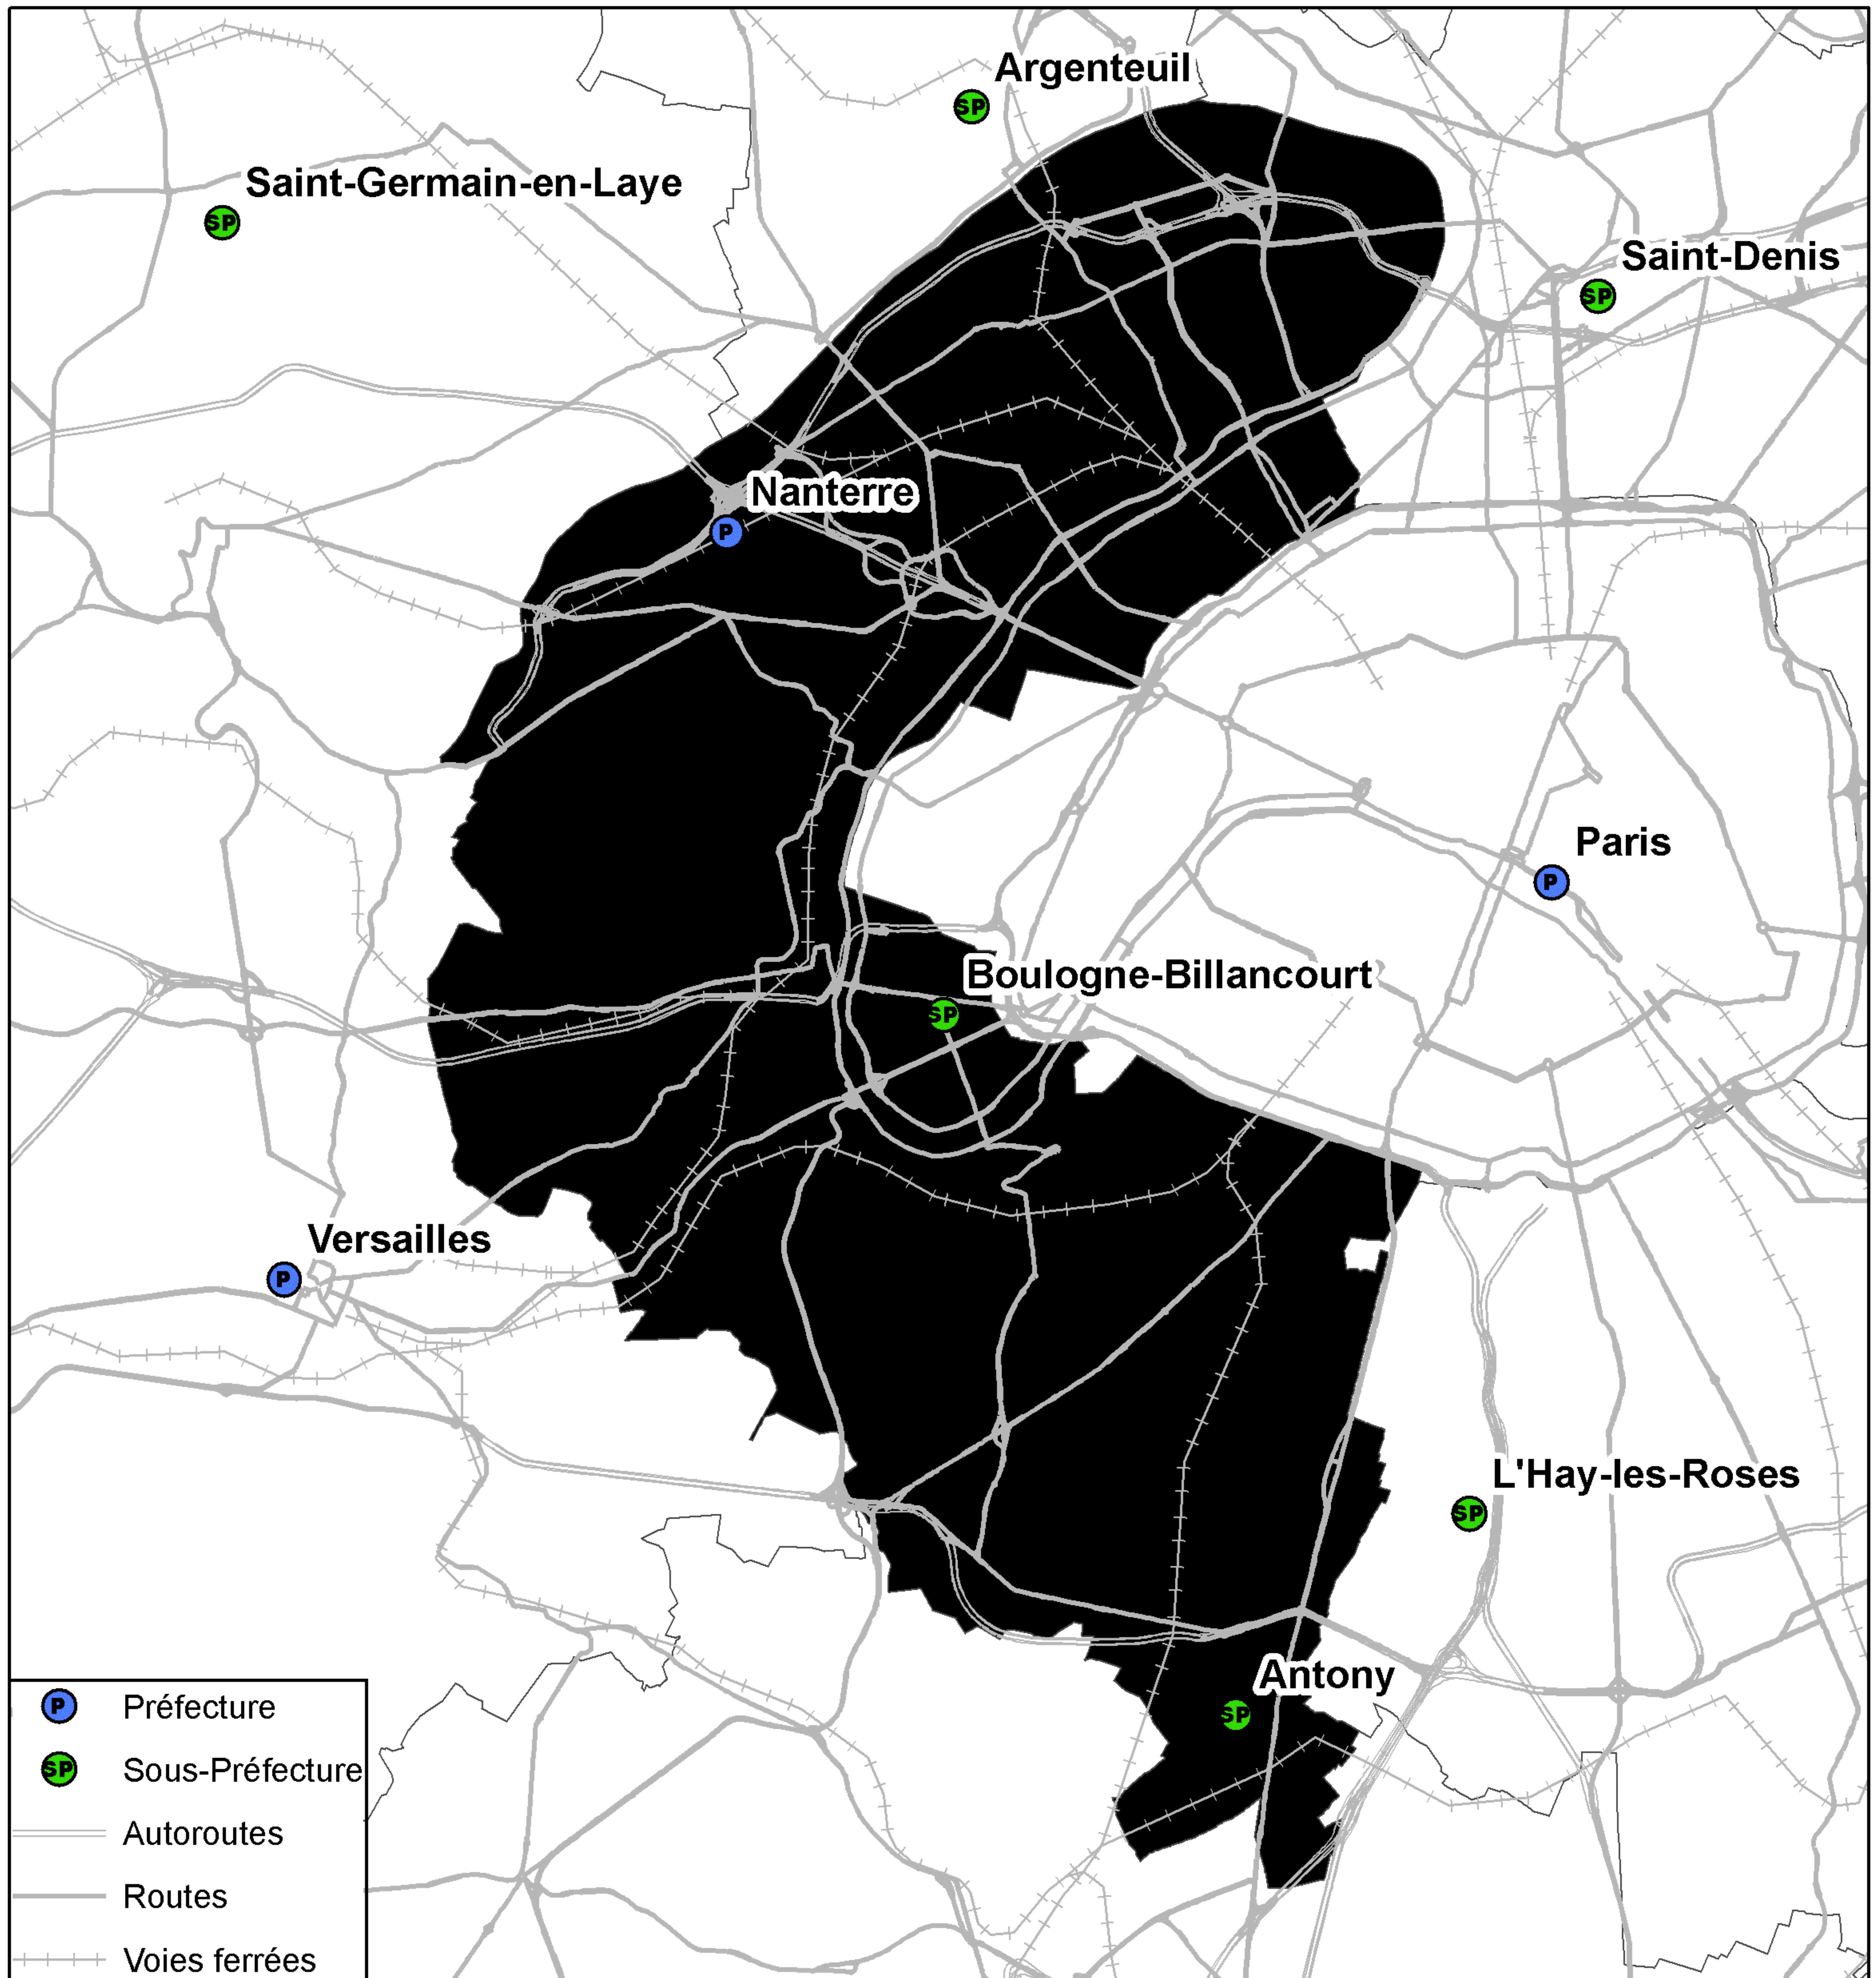 Argenteuil
SP
Saint-Germain-en-Laye
SP
Saint-Denis
SP
Nanterre
P
Paris
P
Boulogne-Billancourt
SP
Versailles
P
L'Hay-les-Roses
SP
Antony
SP
P Préfecture
SP Sous-Préfecture
Autoroutes
Routes
Voies ferrées